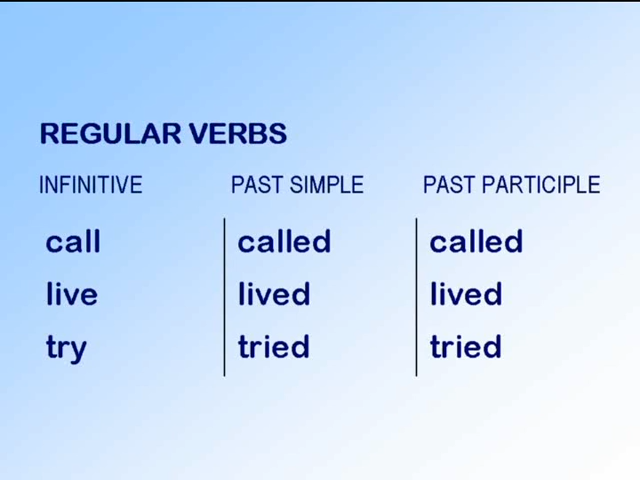 REGULAR VERBS
INFINITIVE PAST SIMPLE PAST PARTICIPLE
call called called
live lived lived
try tried tried